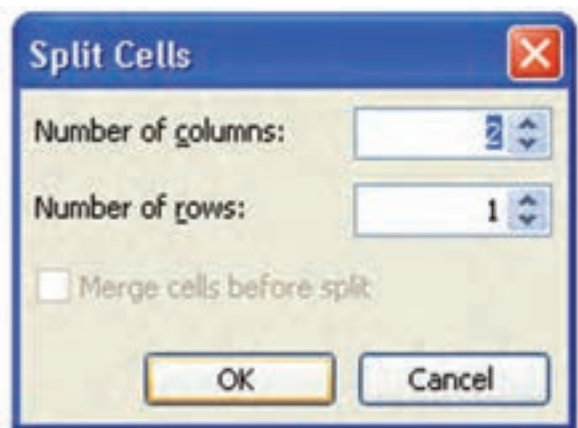 Split Cells
Number of columns: 2
Number of rows: 1
Merge cells before split
OK Cancel